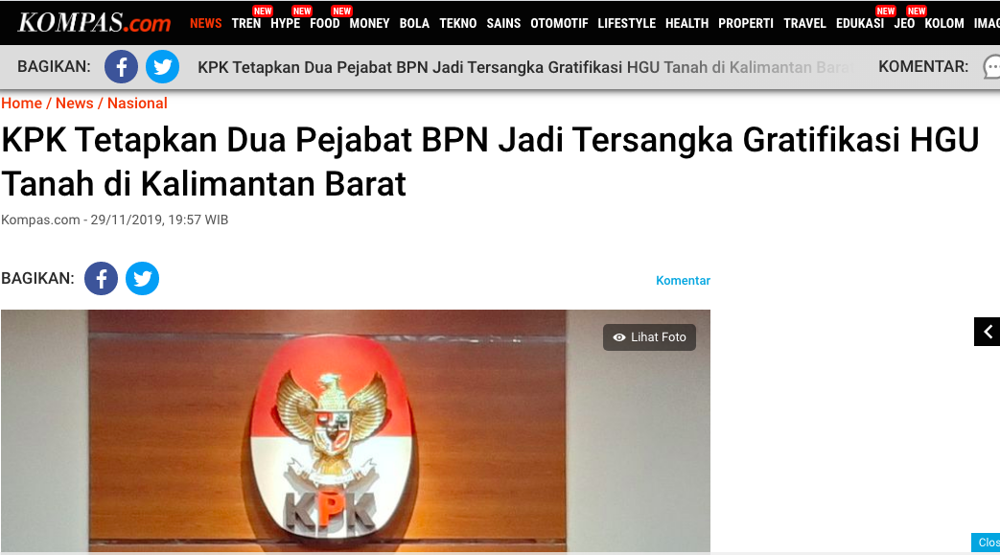 KOMPAS.com NEWS TREN HYPE FOOD MONEY BOLA TEKNO SAINS OTOMOTIF LIFESTYLE HEALTH PROPERTI TRAVEL EDUKASI JEO KOLOM IMAG
NEW NEW NEW NEW NEW
BAGIKAN: KPK Tetapkan Dua Pejabat BPN Jadi Tersangka Gratifikasi HGU Tanah di Kalimantan Barat KOMENTAR:
Home / News / Nasional
KPK Tetapkan Dua Pejabat BPN Jadi Tersangka Gratifikasi HGU
Tanah di Kalimantan Barat
Kompas.com - 29/11/2019, 19:57 WIB
BAGIKAN: Komentar
Lihat Foto
KPK
Clos